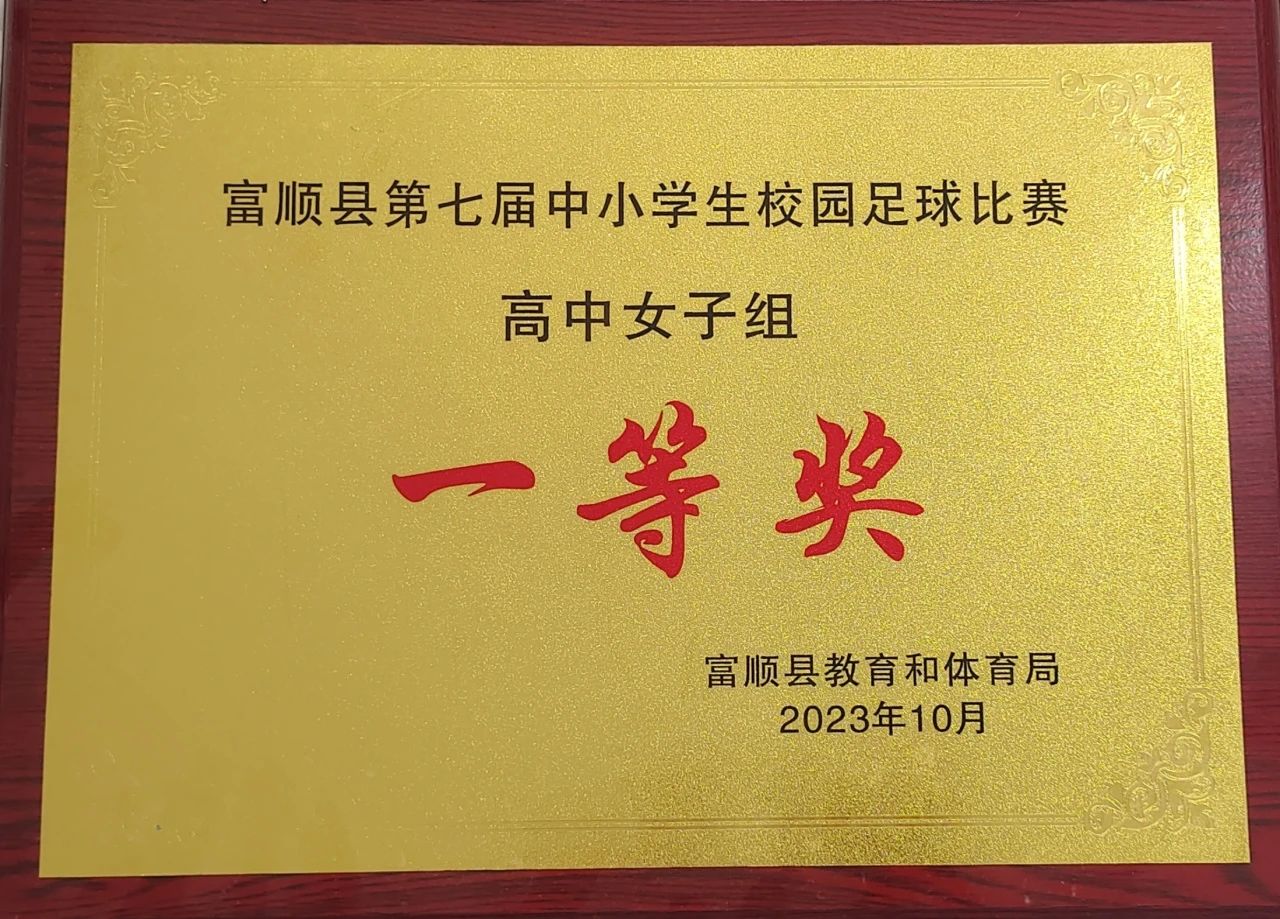 富顺县第七届中小学生校园足球比赛
高中女子组
一等奖
富顺县教育和体育局
2023年10月